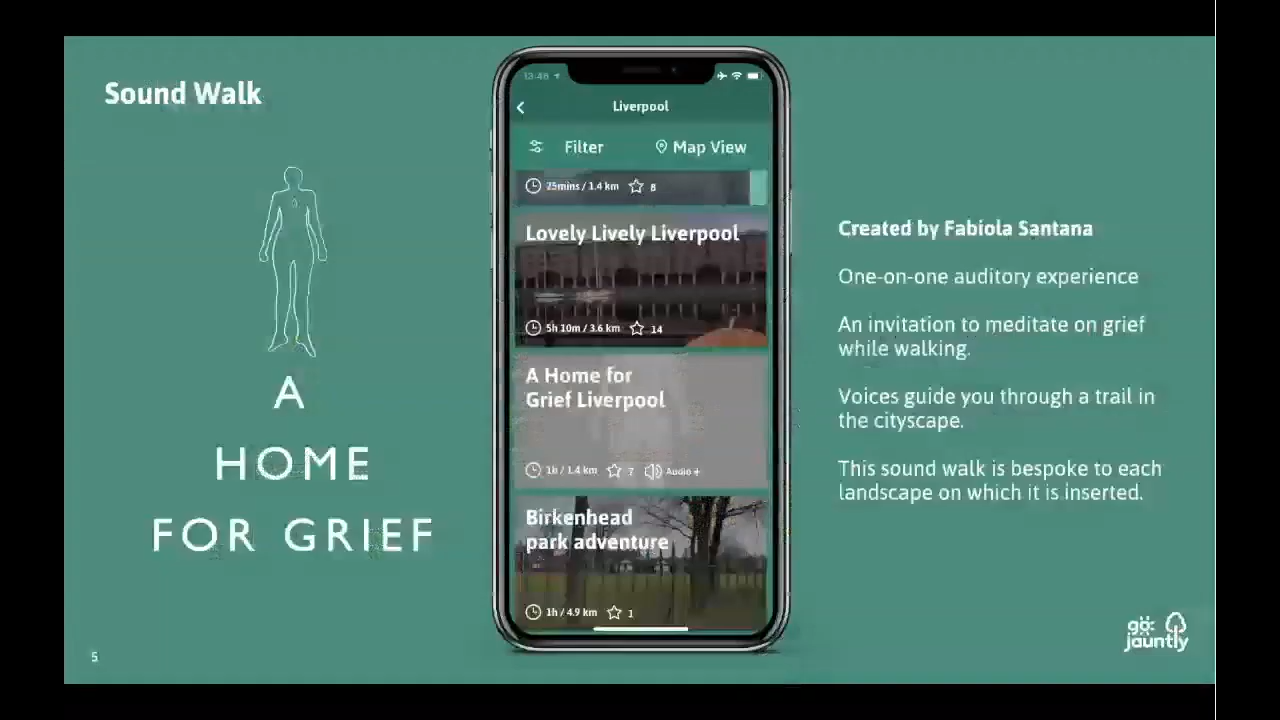 Sound Walk
A
HOME
FOR GRIEF
5
13:48
Liverpool
Filter
Map View
25mins / 1.4 km 8
Lovely Lively Liverpool
5h 10m / 3.6 km 14
A Home for
Grief Liverpool
1h / 1.4 km 7 Audio +
Birkenhead
park adventure
1h / 4.9 km 1
Created by Fabiola Santana
One-on-one auditory experience
An invitation to meditate on grief
while walking.
Voices guide you through a trail in
the cityscape.
This sound walk is bespoke to each
landscape on which it is inserted.
go
jauntly